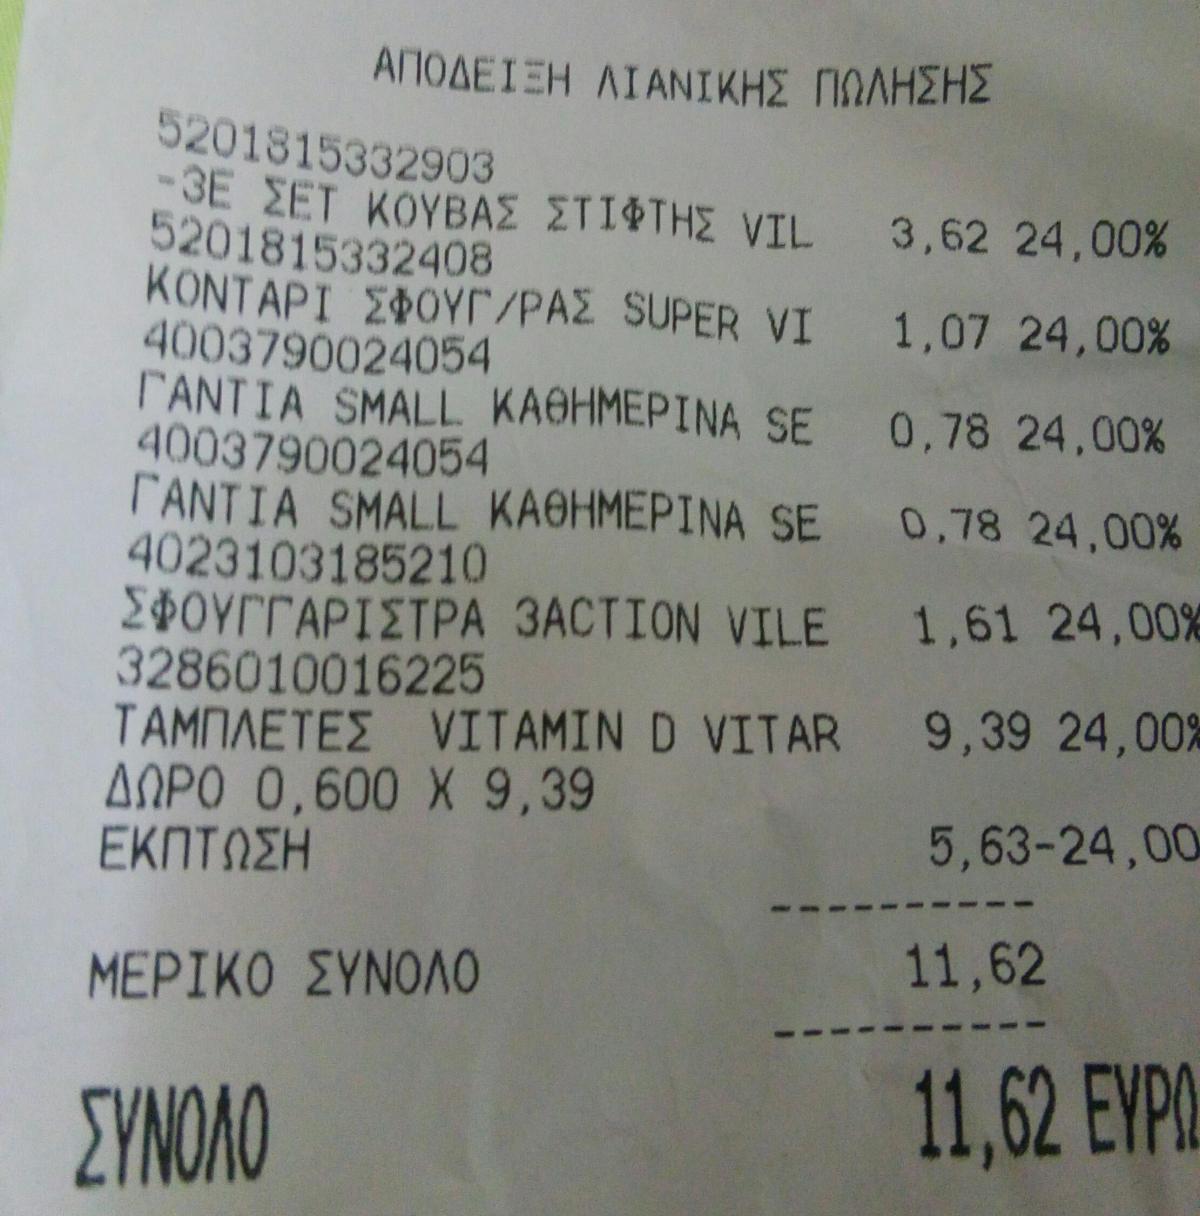 ΑΠΟΔΕΙΞΗ ΛΙΑΝΙΚΗΣ ΠΩΛΗΣΗΣ
5201815332903
-3Ε ΣΕΤ ΚΟΥΒΑΣ ΣΤΙΦΤΗΣ VIL 3,62 24,00%
5201815332408
ΚΟΝΤΑΡΙ ΣΦΟΥΓ/ΡΑΣ SUPER VI 1,07 24,00%
4003790024054
ΓΑΝΤΙΑ SMALL ΚΑΘΗΜΕΡΙΝΑ SE 0,78 24,00%
4003790024054
ΓΑΝΤΙΑ SMALL ΚΑΘΗΜΕΡΙΝΑ SE 0,78 24,00%
4023103185210
ΣΦΟΥΓΓΑΡΙΣΤΡΑ 3ACTION VILE 1,61 24,00%
3286010016225
ΤΑΜΠΛΕΤΕΣ VITAMIN D VITAR 9,39 24,00%
ΔΩΡΟ 0,600 X 9,39
ΕΚΠΤΩΣΗ 5,63-24,00
----------
ΜΕΡΙΚΟ ΣΥΝΟΛΟ 11,62
----------
ΣΥΝΟΛΟ 11,62 ΕΥΡΩ